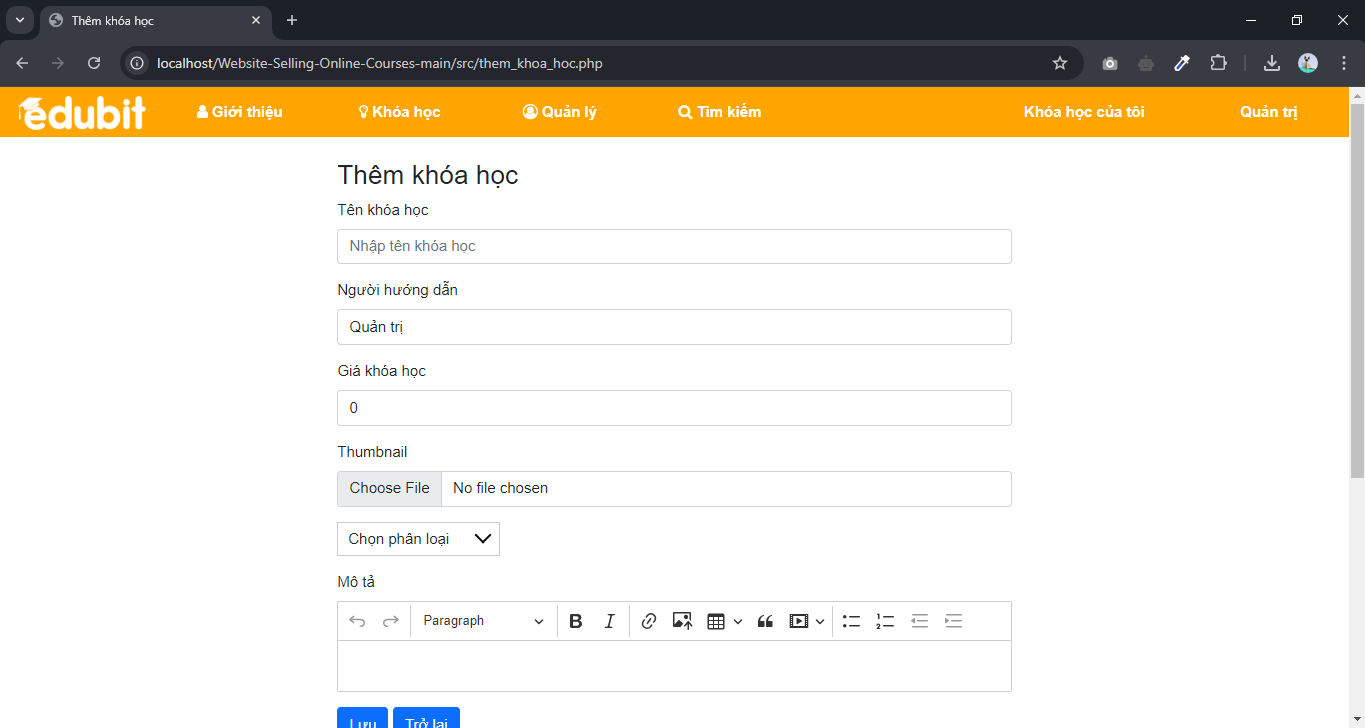 Thêm khóa học
localhost/Website-Selling-Online-Courses-main/src/them_khoa_hoc.php
edubit Giới thiệu Khóa học Quản lý Tìm kiếm Khóa học của tôi Quản trị
Thêm khóa học
Tên khóa học
Nhập tên khóa học
Người hướng dẫn
Quản trị
Giá khóa học
0
Thumbnail
Choose File No file chosen
Chọn phân loại
Mô tả
Paragraph B I
Lưu Trở lại